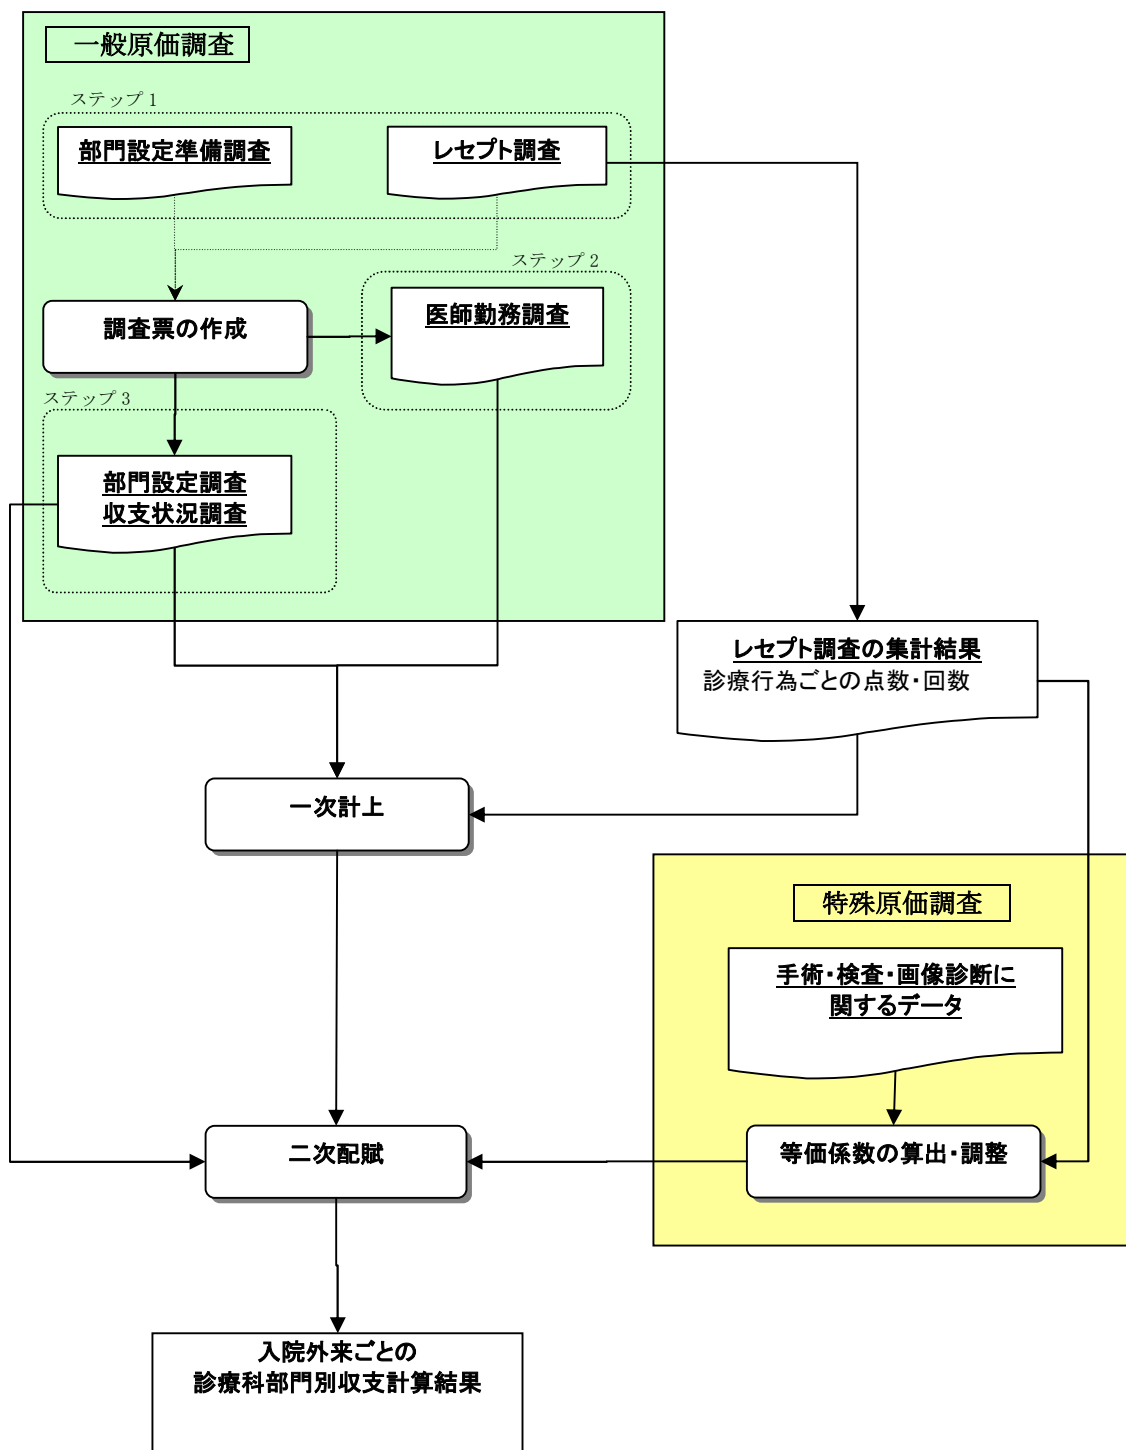 一般原価調査
ステップ1
部門設定準備調査
レセプト調査
ステップ2
調査票の作成
医師勤務調査
ステップ3
部門設定調査
収支状況調査
レセプト調査の集計結果
診療行為ごとの点数・回数
一次計上
特殊原価調査
手術・検査・画像診断に
関するデータ
二次配賦
等価係数の算出・調整
入院外来ごとの
診療科部門別収支計算結果